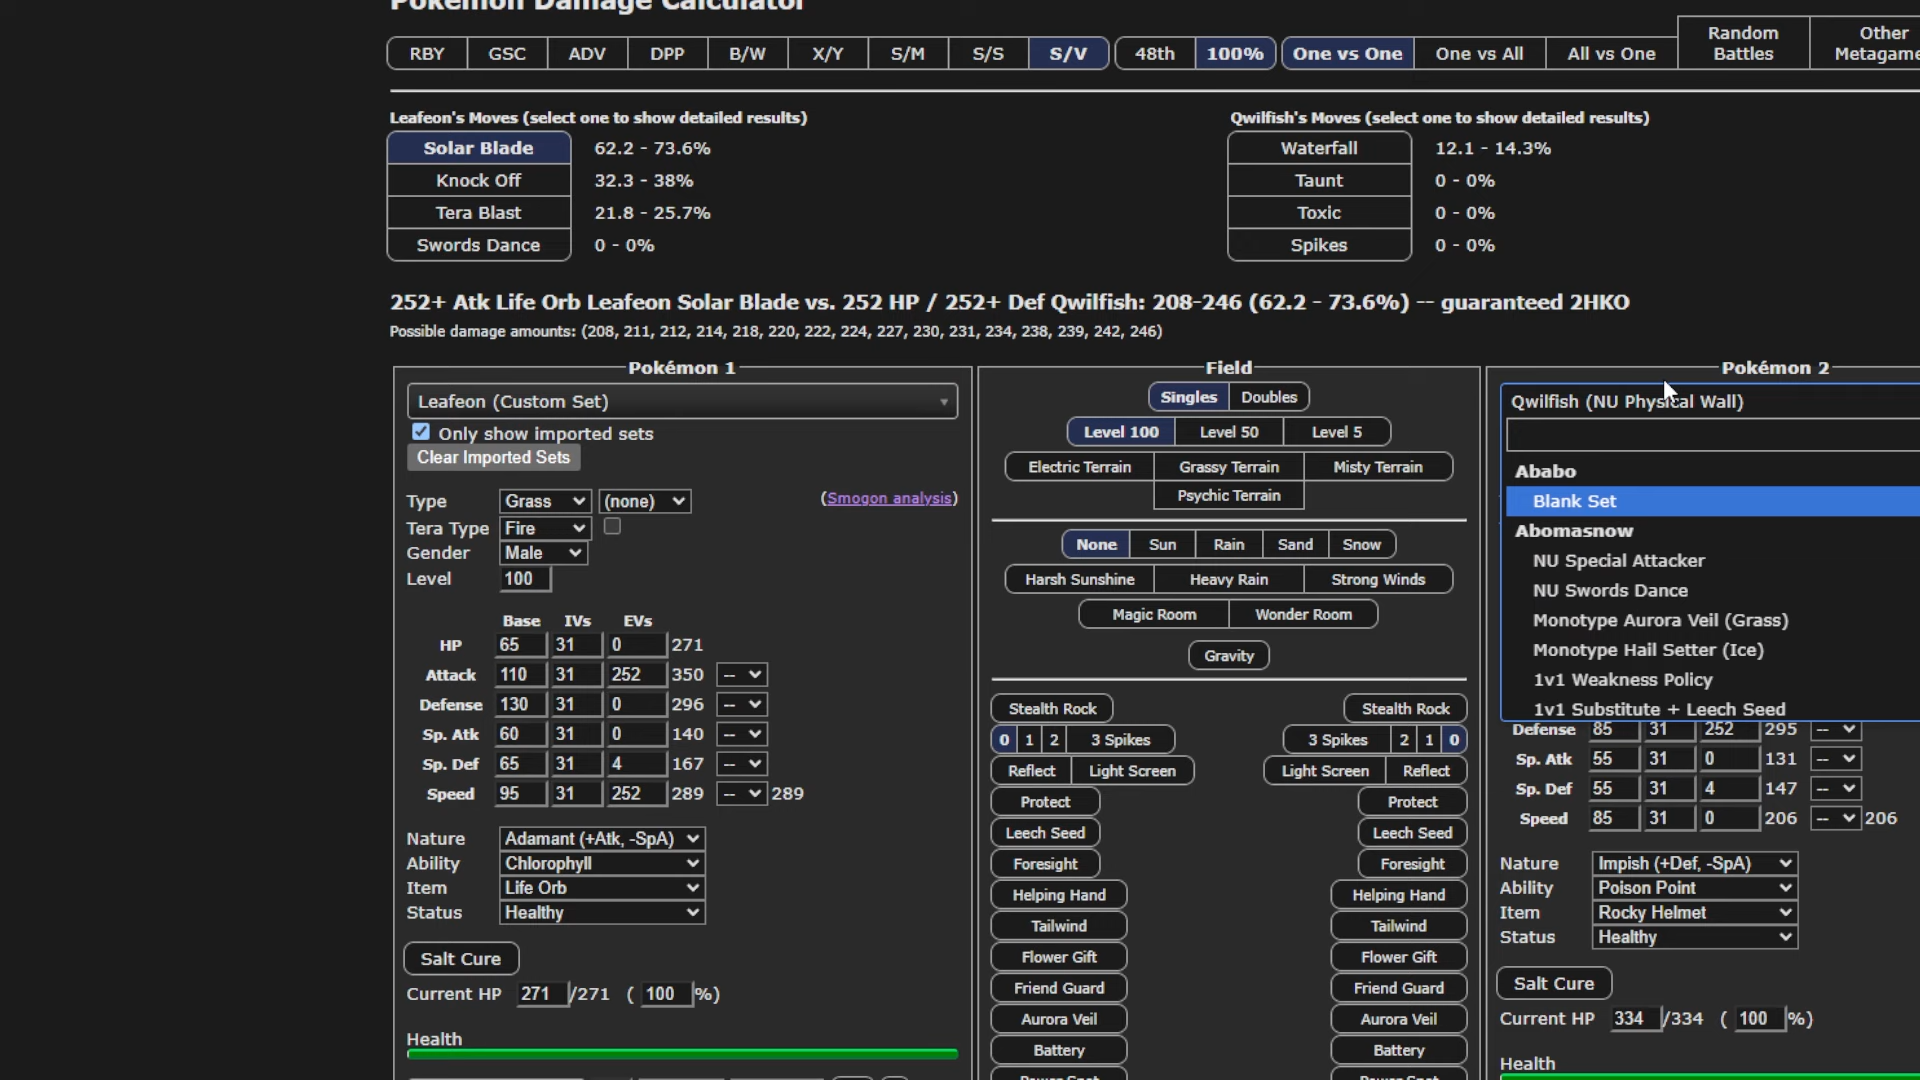 Pokémon Damage Calculator
RBY GSC ADV DPP B/W X/Y S/M S/S S/V 48th 100% One vs One One vs All All vs One Random Battles Other Metagame
Leafeon's Moves (select one to show detailed results) Qwilfish's Moves (select one to show detailed results)
Solar Blade 62.2 - 73.6% Waterfall 12.1 - 14.3%
Knock Off 32.3 - 38% Taunt 0 - 0%
Tera Blast 21.8 - 25.7% Toxic 0 - 0%
Swords Dance 0 - 0% Spikes 0 - 0%
252+ Atk Life Orb Leafeon Solar Blade vs. 252 HP / 252+ Def Qwilfish: 208-246 (62.2 - 73.6%) -- guaranteed 2HKO
Possible damage amounts: (208, 211, 212, 214, 218, 220, 222, 224, 227, 230, 231, 234, 238, 239, 242, 246)
Pokémon 1
Leafeon (Custom Set)
Only show imported sets
Clear Imported Sets
Type Grass (none) (Smogon analysis)
Tera Type Fire
Gender Male
Level 100
Base IVs EVs
HP 65 31 0 271
Attack 110 31 252 350 --
Defense 130 31 0 296 --
Sp. Atk 60 31 0 140 --
Sp. Def 65 31 4 167 --
Speed 95 31 252 289 -- 289
Nature Adamant (+Atk, -SpA)
Ability Chlorophyll
Item Life Orb
Status Healthy
Salt Cure
Current HP 271 /271 ( 100 %)
Health
Field
Singles Doubles
Level 100 Level 50 Level 5
Electric Terrain Grassy Terrain Misty Terrain
Psychic Terrain
None Sun Rain Sand Snow
Harsh Sunshine Heavy Rain Strong Winds
Magic Room Wonder Room
Gravity
Stealth Rock Stealth Rock
0 1 2 3 Spikes 3 Spikes 2 1 0
Reflect Light Screen Light Screen Reflect
Protect Protect
Leech Seed Leech Seed
Foresight Foresight
Helping Hand Helping Hand
Tailwind Tailwind
Flower Gift Flower Gift
Friend Guard Friend Guard
Aurora Veil Aurora Veil
Battery Battery
Power Spot Power Spot
Pokémon 2
Qwilfish (NU Physical Wall)
Ababo
Blank Set
Abomasnow
NU Special Attacker
NU Swords Dance
Monotype Aurora Veil (Grass)
Monotype Hail Setter (Ice)
1v1 Weakness Policy
1v1 Substitute + Leech Seed
Defense 85 31 252 295 --
Sp. Atk 55 31 0 131 --
Sp. Def 55 31 4 147 --
Speed 85 31 0 206 -- 206
Nature Impish (+Def, -SpA)
Ability Poison Point
Item Rocky Helmet
Status Healthy
Salt Cure
Current HP 334 /334 ( 100 %)
Health